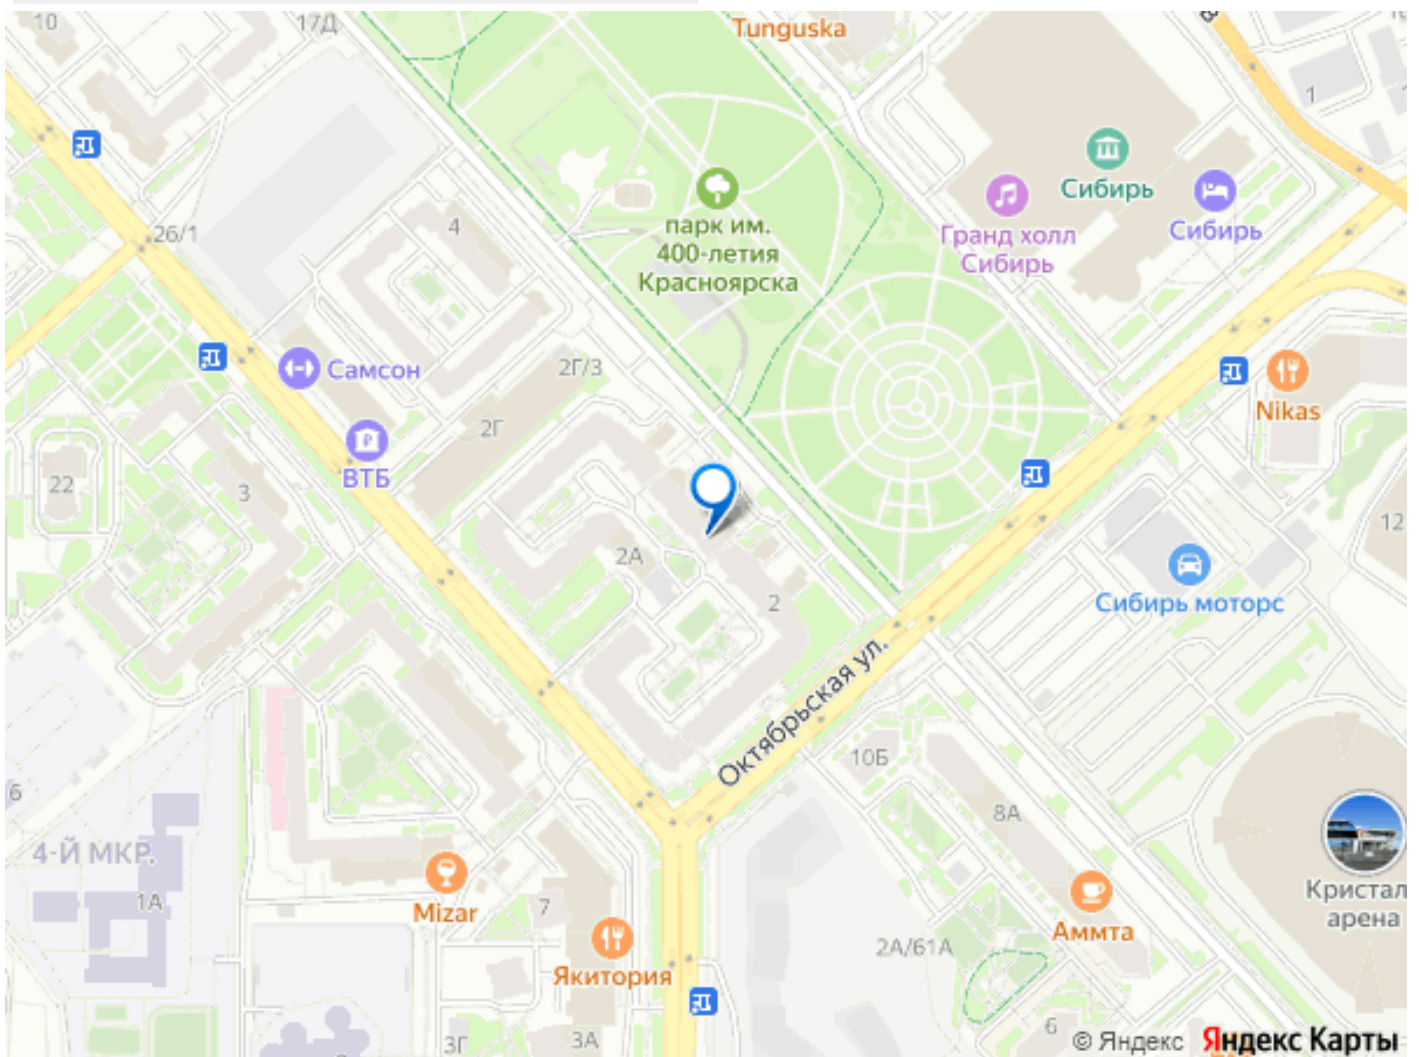 10
17Д
Tunguska
1
Сибирь
Сибирь
Гранд холл
Сибирь
парк им.
400-летия
Красноярска
4
26/1
Самсон
2Г/3
2Г
ВТБ
Nikas
22
3
12
2А
2
Сибирь моторс
Октябрьская ул.
10Б
8А
6
4-Й МКР.
1А
Mizar
7
Якитория
Аммта
2А/61А
Кристал
арена
3Г
3А
6
© Яндекс Яндекс Карты